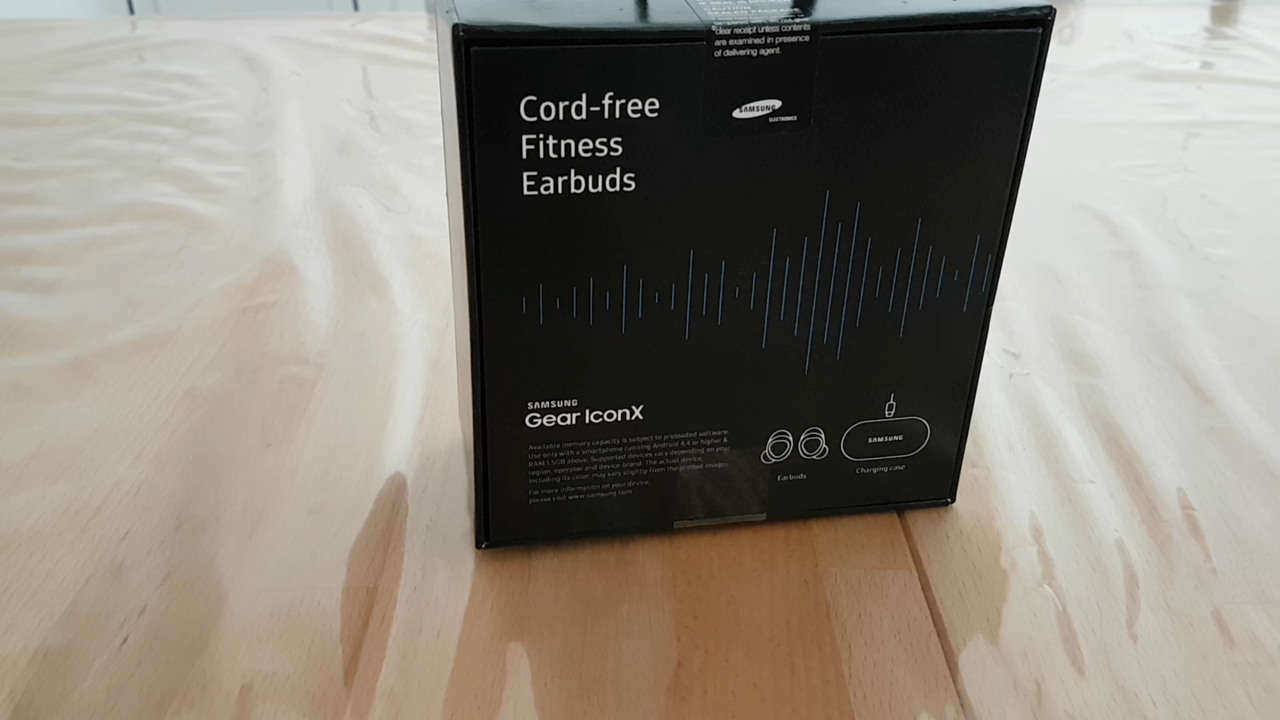 SEALED PACKAGE
clear receipt unless contents
are examined in presence
of delivering agent.
SAMSUNG
ELECTRONICS
Cord-free
Fitness
Earbuds
SAMSUNG
Gear IconX
Available memory capacity is subject to preloaded software.
Use only with a smartphone running Android 4.4 or higher &
RAM 1.5GB above. Supported devices vary depending on your
region, operator and device brand. The actual device,
including its color, may vary slightly from the printed images.
For more information on your device,
please visit www.samsung.com
SAMSUNG
Earbuds
Charging case